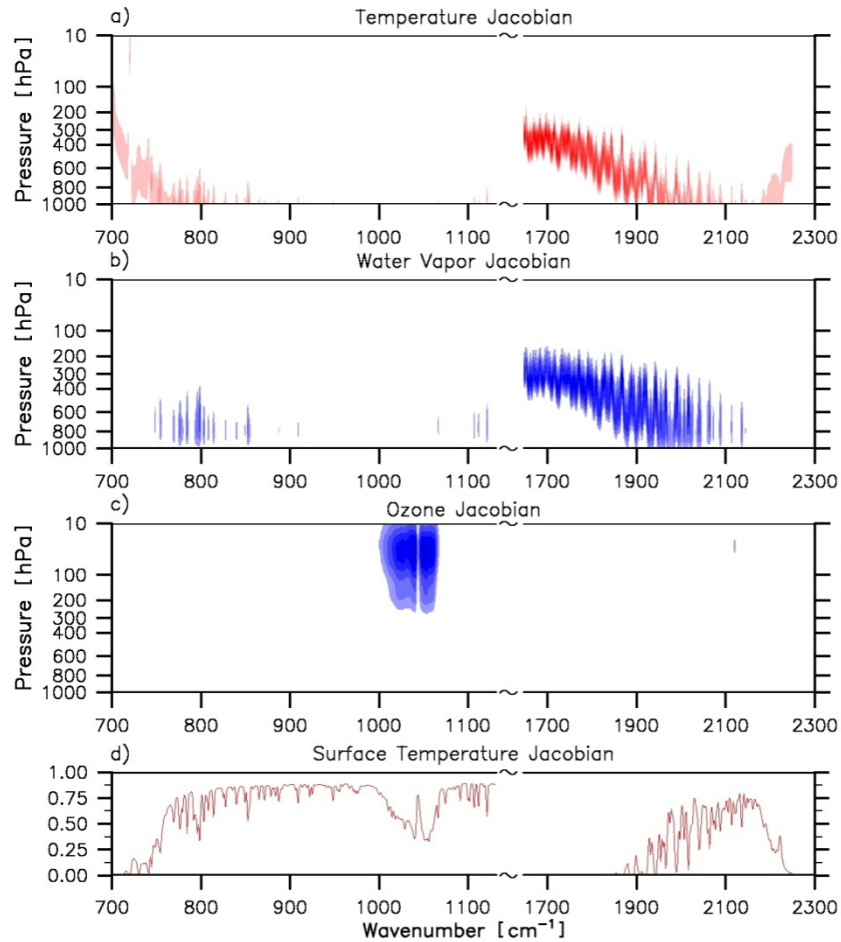 a) Temperature Jacobian
Pressure [hPa]
10
100
200
300
400
600
800
1000
700 800 900 1000 1100 1700 1900 2100 2300
b) Water Vapor Jacobian
Pressure [hPa]
10
100
200
300
400
600
800
1000
700 800 900 1000 1100 1700 1900 2100 2300
c) Ozone Jacobian
Pressure [hPa]
10
100
200
300
400
600
800
1000
700 800 900 1000 1100 1700 1900 2100 2300
d) Surface Temperature Jacobian
1.00
0.75
0.50
0.25
0.00
700 800 900 1000 1100 1700 1900 2100 2300
Wavenumber [cm⁻¹]